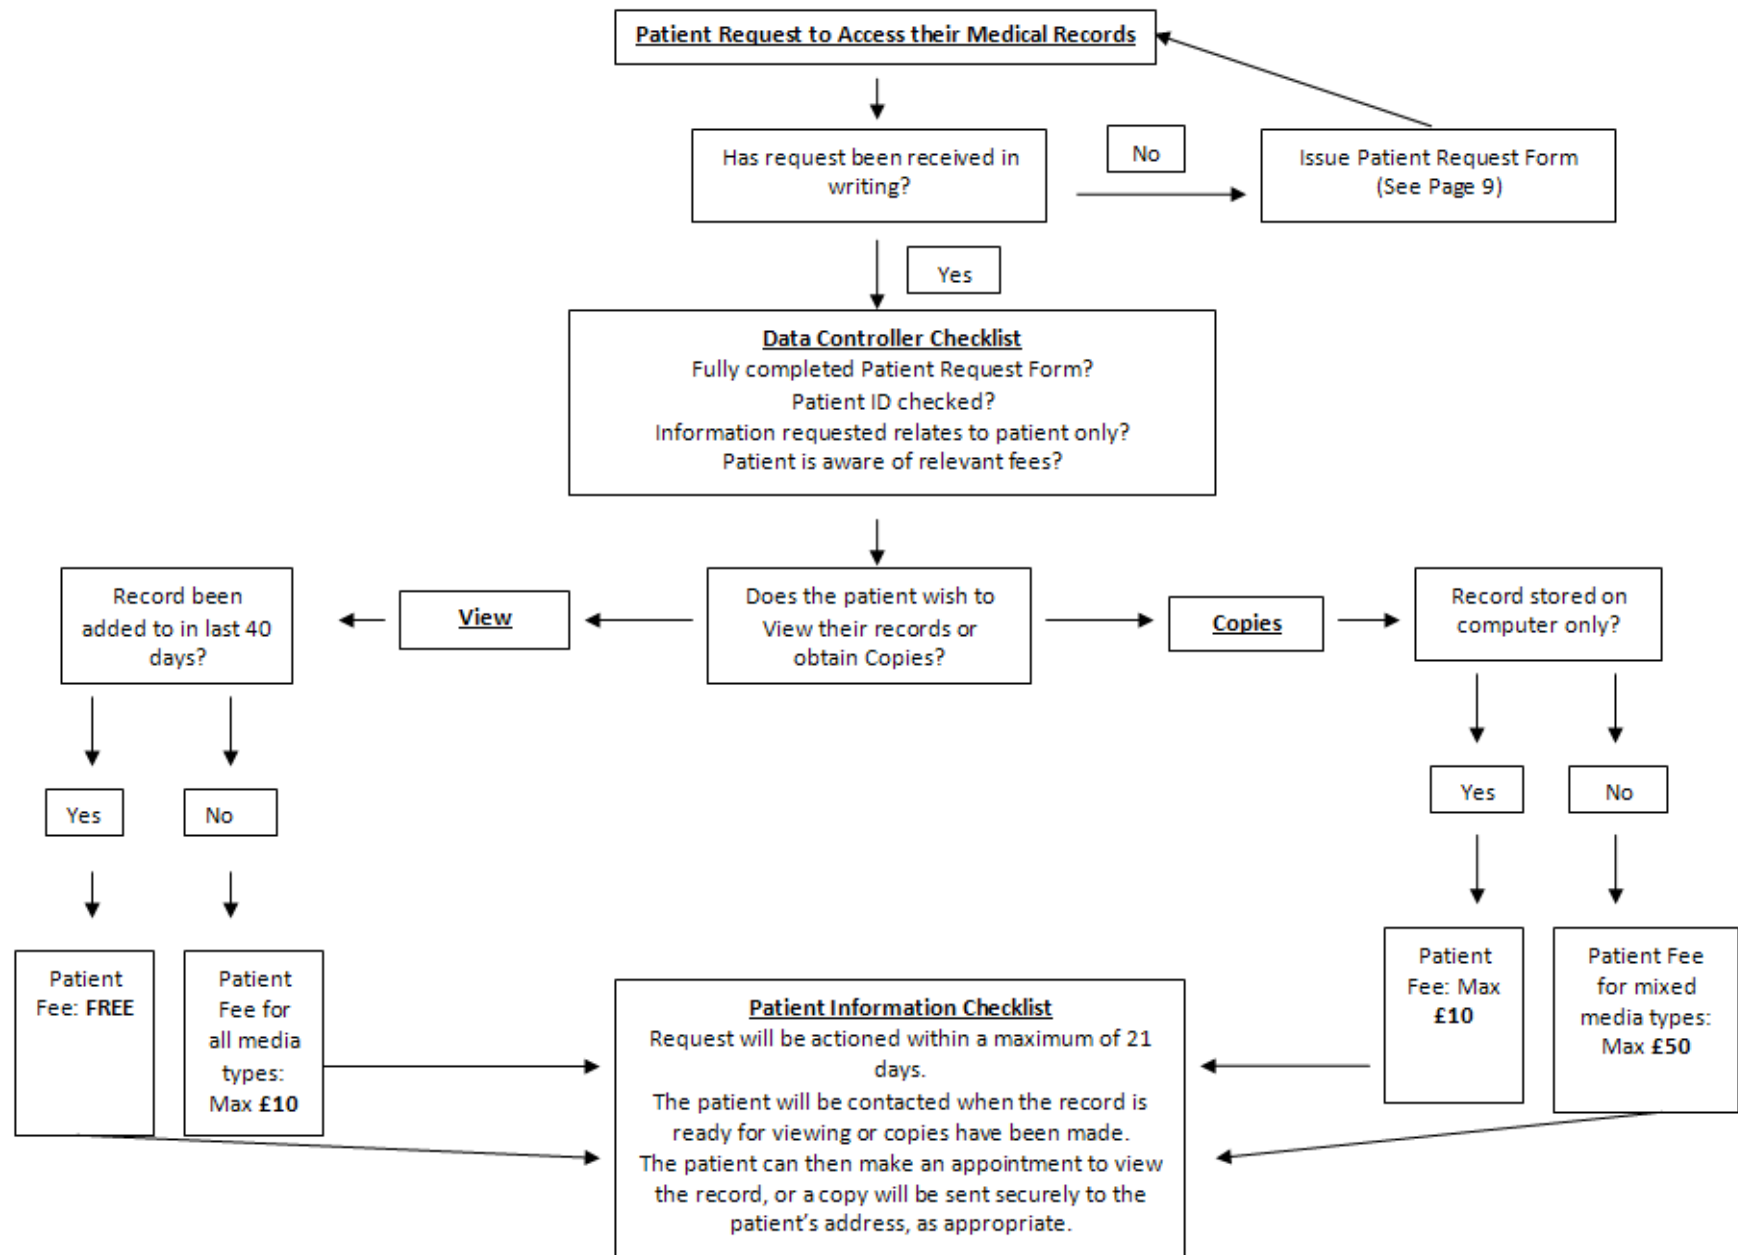 Patient Request to Access their Medical Records
Has request been received in
writing?
No
Issue Patient Request Form
(See Page 9)
Yes
Data Controller Checklist
Fully completed Patient Request Form?
Patient ID checked?
Information requested relates to patient only?
Patient is aware of relevant fees?
Record been
added to in last 40
days?
View
Does the patient wish to
View their records or
obtain Copies?
Copies
Record stored on
computer only?
Yes
No
Yes
No
Patient
Fee: FREE
Patient
Fee for
all media
types:
Max £10
Patient Information Checklist
Request will be actioned within a maximum of 21
days.
The patient will be contacted when the record is
ready for viewing or copies have been made.
The patient can then make an appointment to view
the record, or a copy will be sent securely to the
patient's address, as appropriate.
Patient
Fee: Max
£10
Patient Fee
for mixed
media types:
Max £50